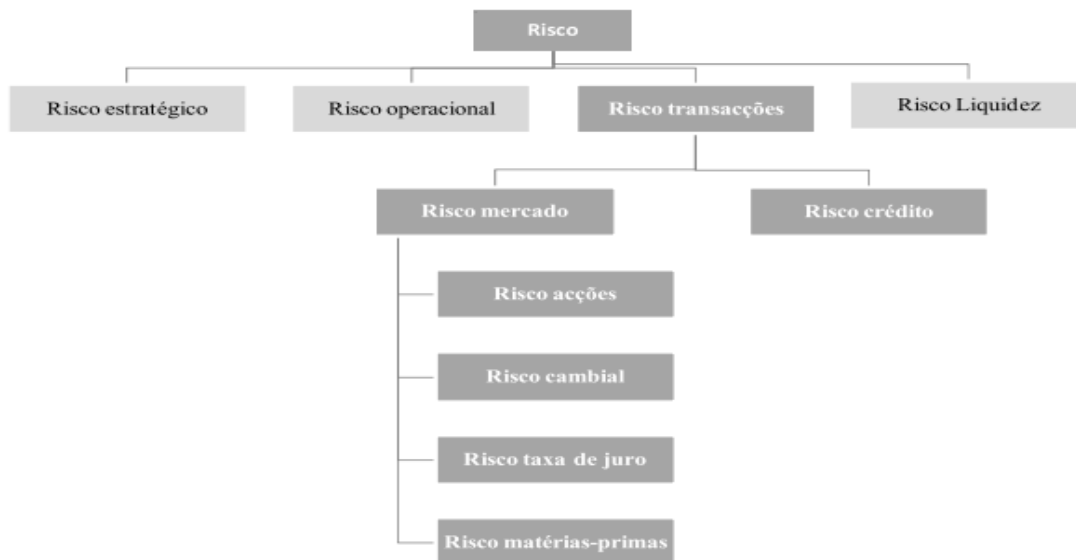 Risco
Risco estratégico
Risco operacional
Risco transacções
Risco Liquidez
Risco mercado
Risco crédito
Risco acções
Risco cambial
Risco taxa de juro
Risco matérias-primas